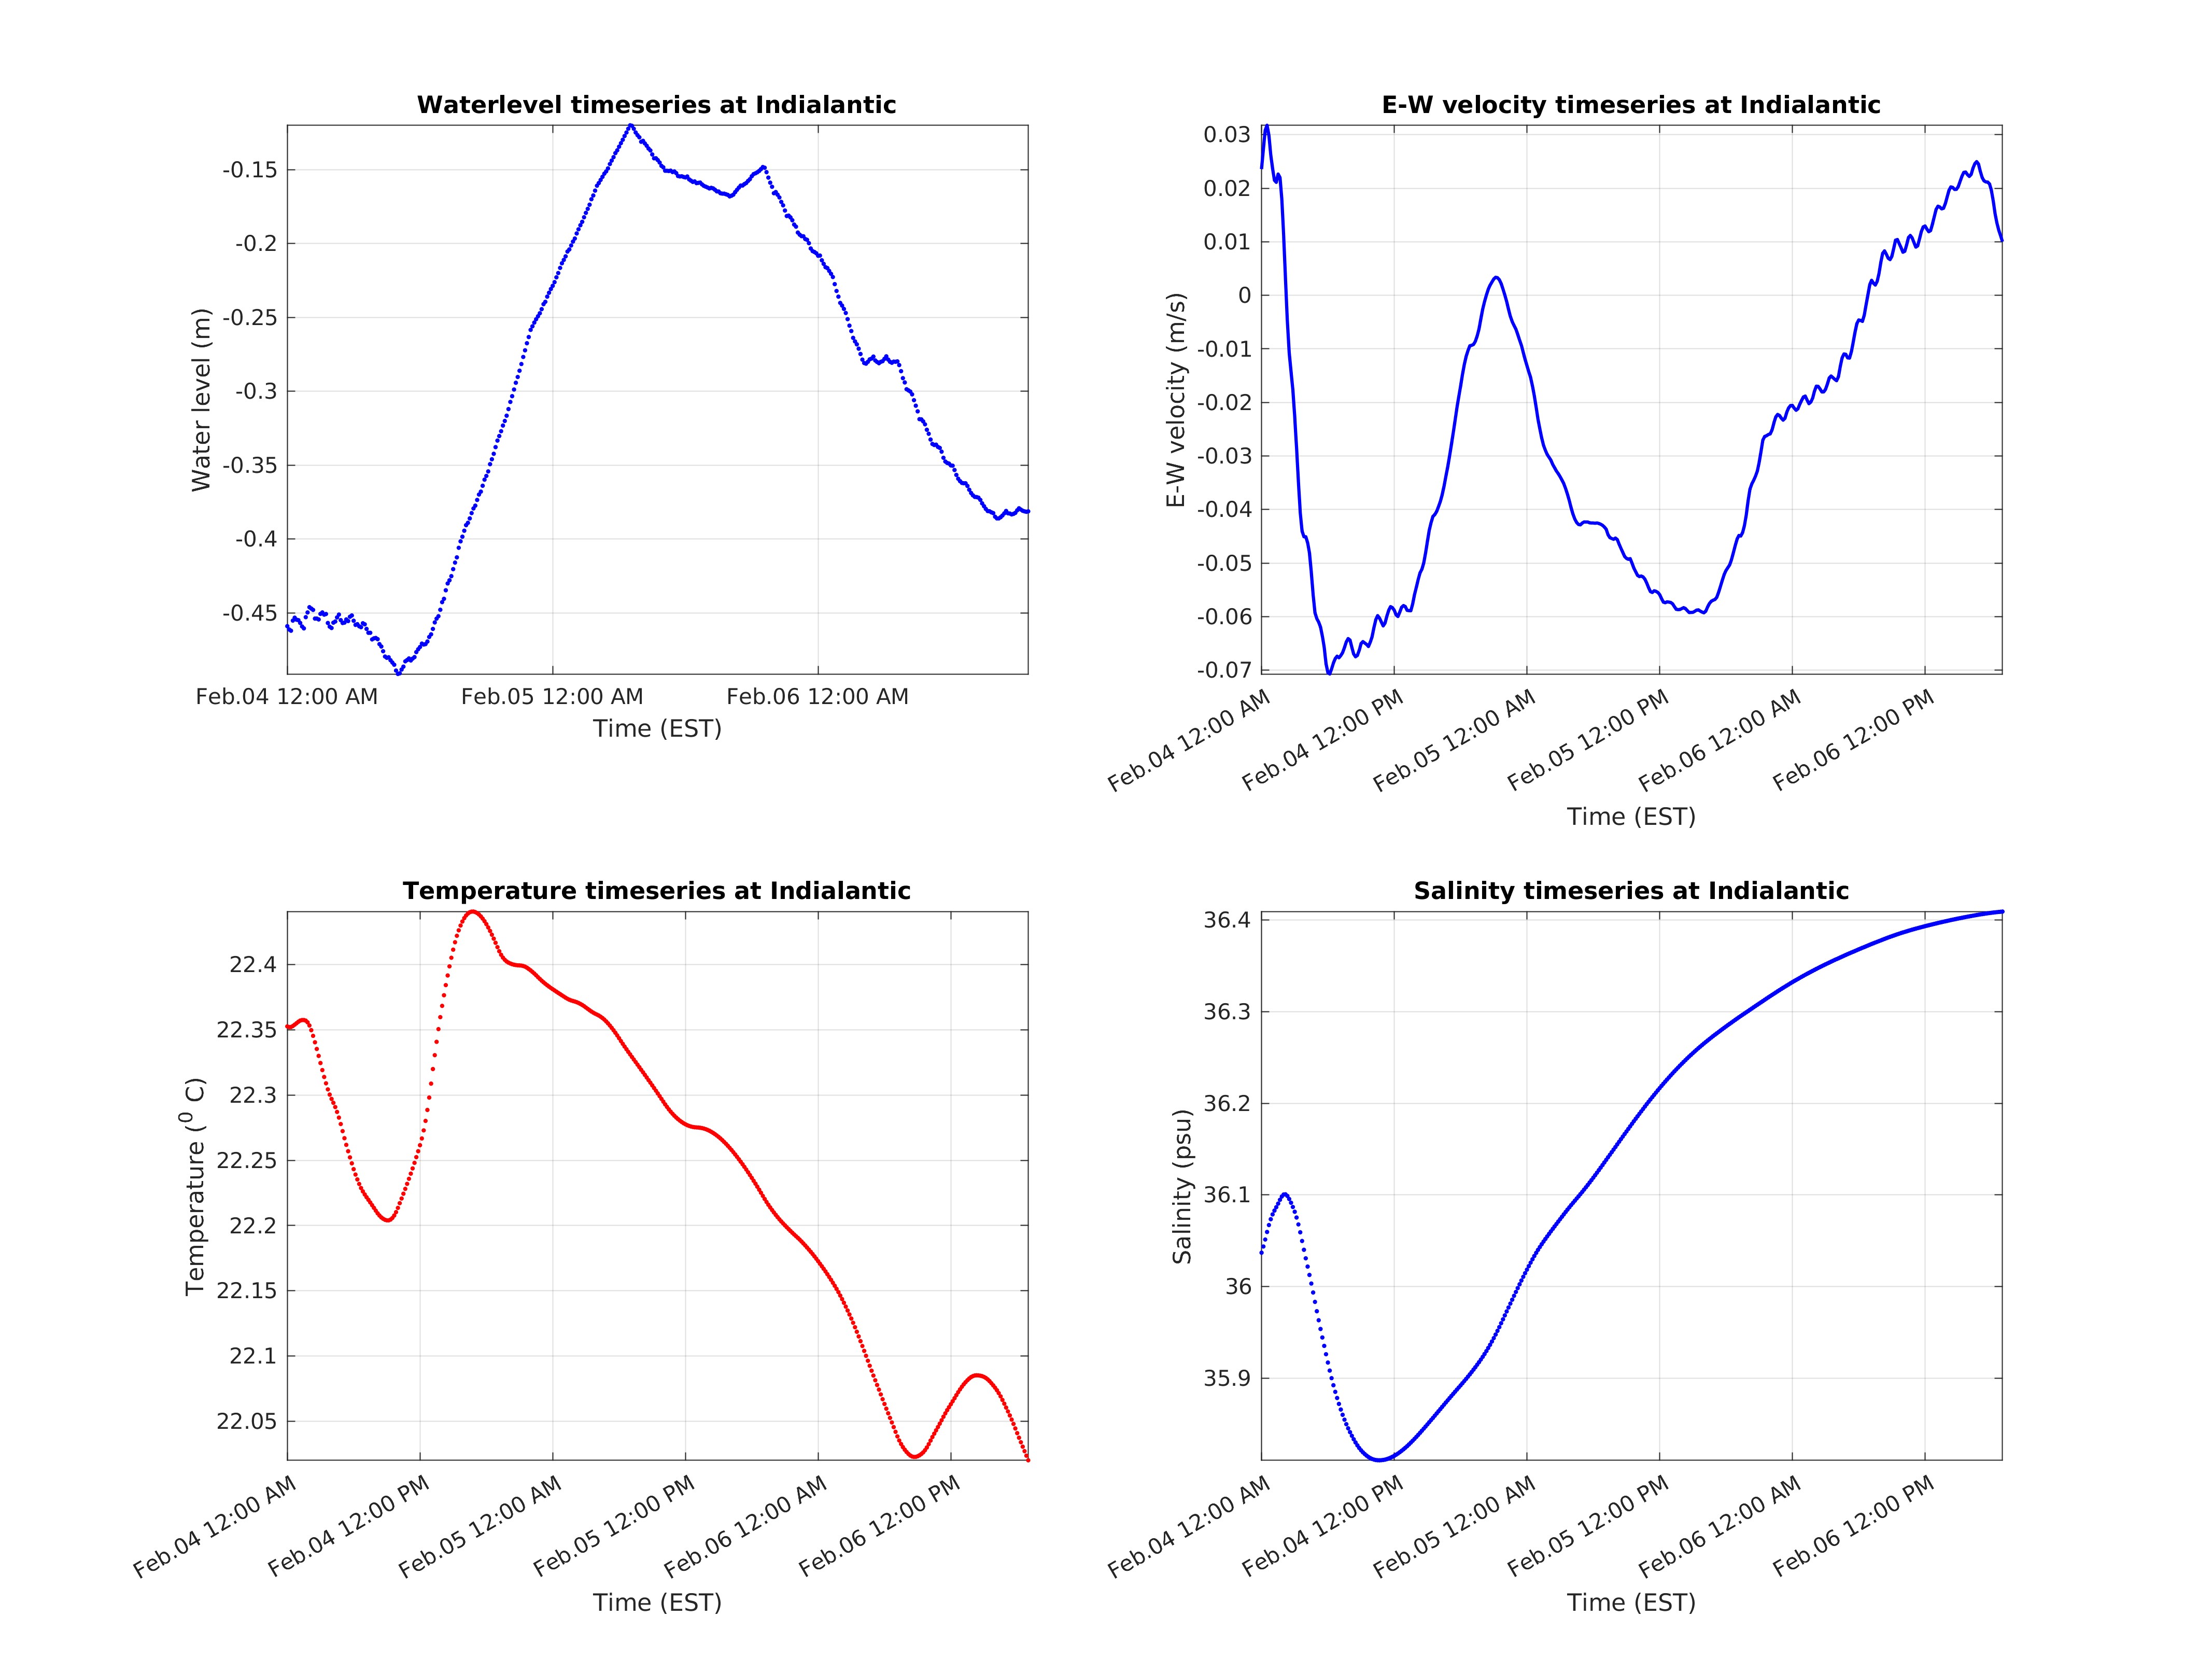 Waterlevel timeseries at Indialantic
Water level (m)
-0.15
-0.2
-0.25
-0.3
-0.35
-0.4
-0.45
Feb.04 12:00 AM
Feb.05 12:00 AM
Feb.06 12:00 AM
Time (EST)
E-W velocity timeseries at Indialantic
E-W velocity (m/s)
0.03
0.02
0.01
0
-0.01
-0.02
-0.03
-0.04
-0.05
-0.06
-0.07
Feb.04 12:00 AM
Feb.04 12:00 PM
Feb.05 12:00 AM
Feb.05 12:00 PM
Feb.06 12:00 AM
Feb.06 12:00 PM
Time (EST)
Temperature timeseries at Indialantic
Temperature (⁰ C)
22.4
22.35
22.3
22.25
22.2
22.15
22.1
22.05
Feb.04 12:00 AM
Feb.04 12:00 PM
Feb.05 12:00 AM
Feb.05 12:00 PM
Feb.06 12:00 AM
Feb.06 12:00 PM
Time (EST)
Salinity timeseries at Indialantic
Salinity (psu)
36.4
36.3
36.2
36.1
36
35.9
Feb.04 12:00 AM
Feb.04 12:00 PM
Feb.05 12:00 AM
Feb.05 12:00 PM
Feb.06 12:00 AM
Feb.06 12:00 PM
Time (EST)